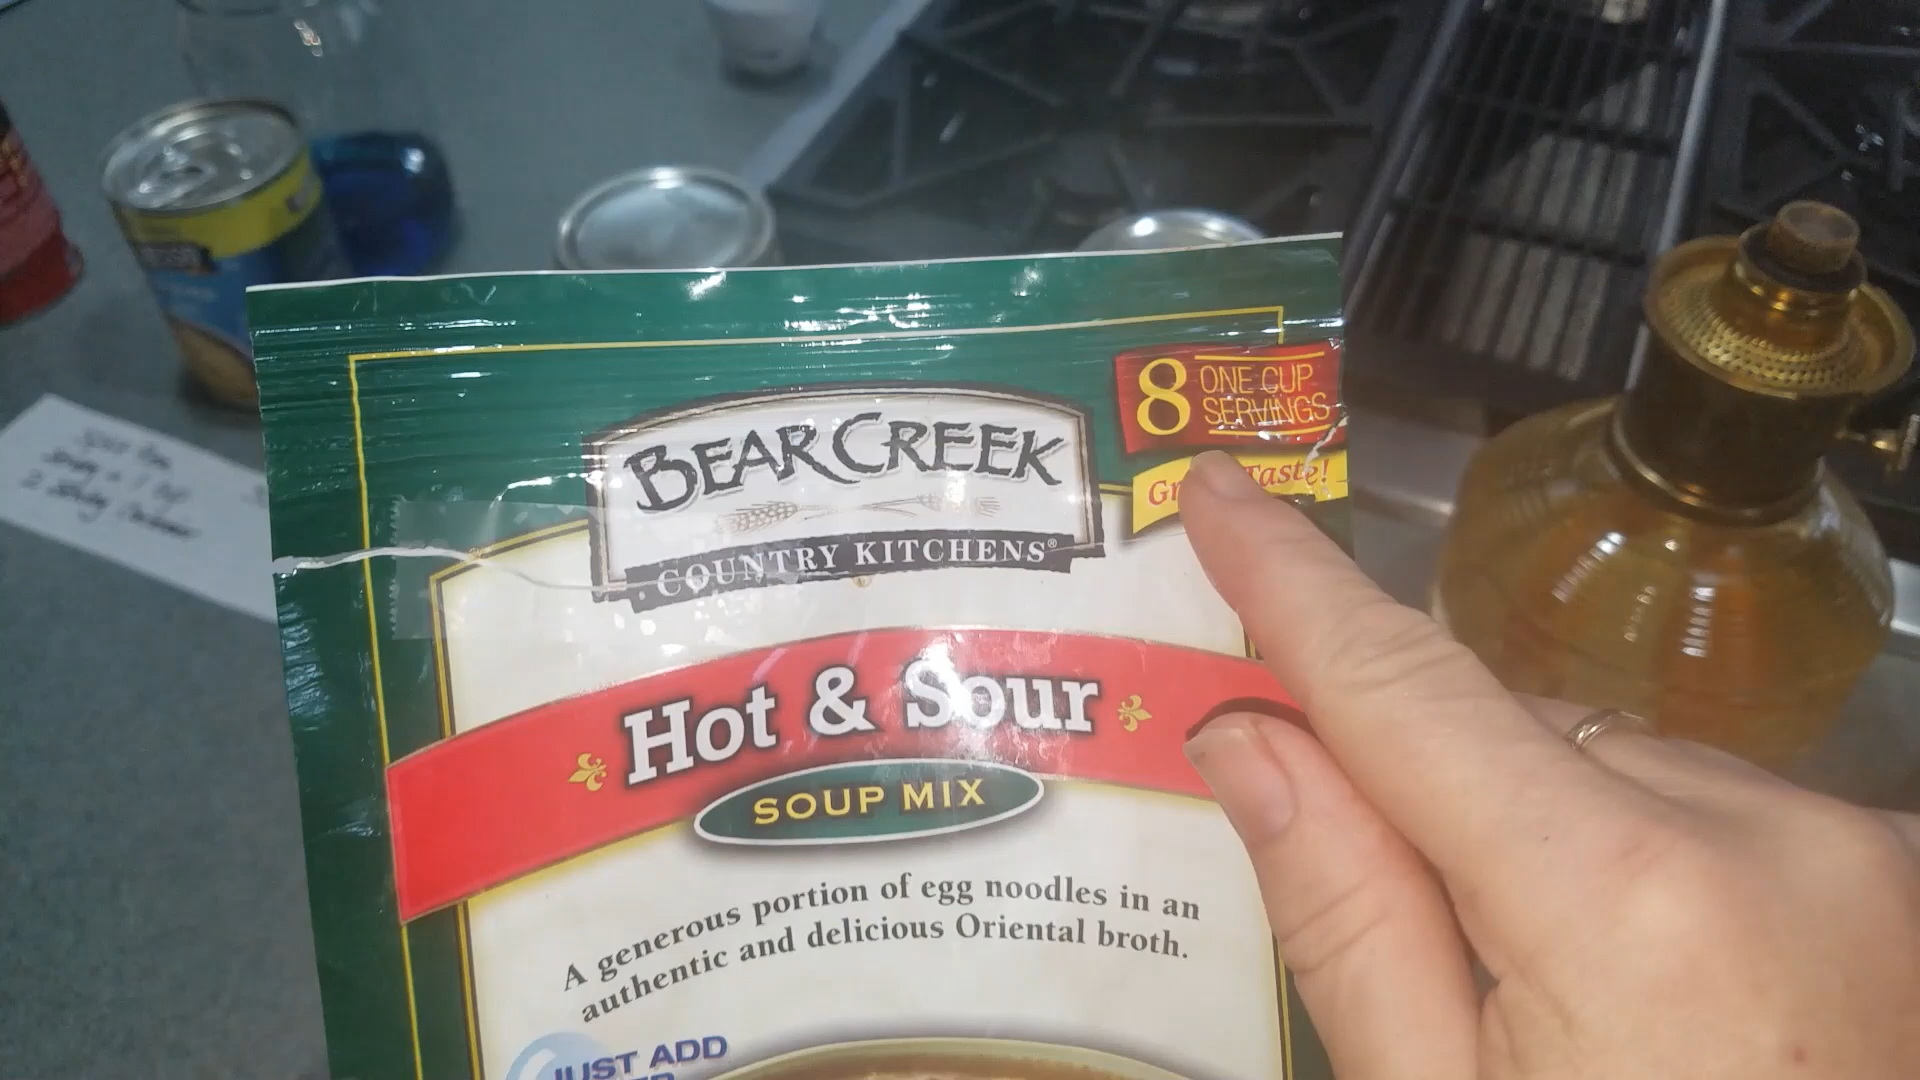 8 ONE CUP
SERVINGS
Taste!
BEAR CREEK
COUNTRY KITCHENS®
Hot & Sour
SOUP MIX
A generous portion of egg noodles in an
authentic and delicious Oriental broth.
JUST ADD